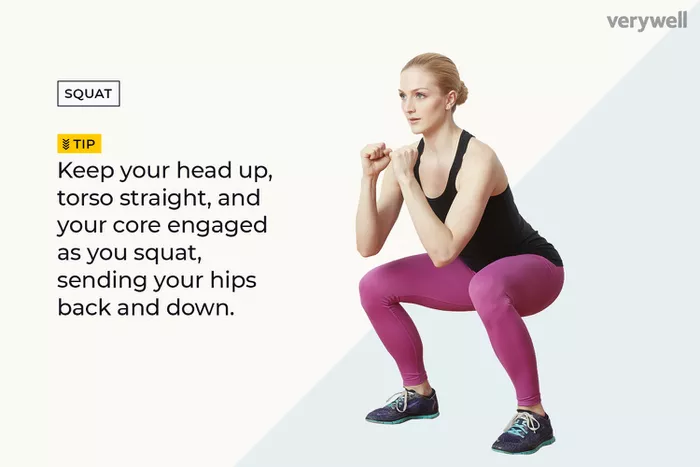 verywell
SQUAT
TIP
Keep your head up,
torso straight, and
your core engaged
as you squat,
sending your hips
back and down.